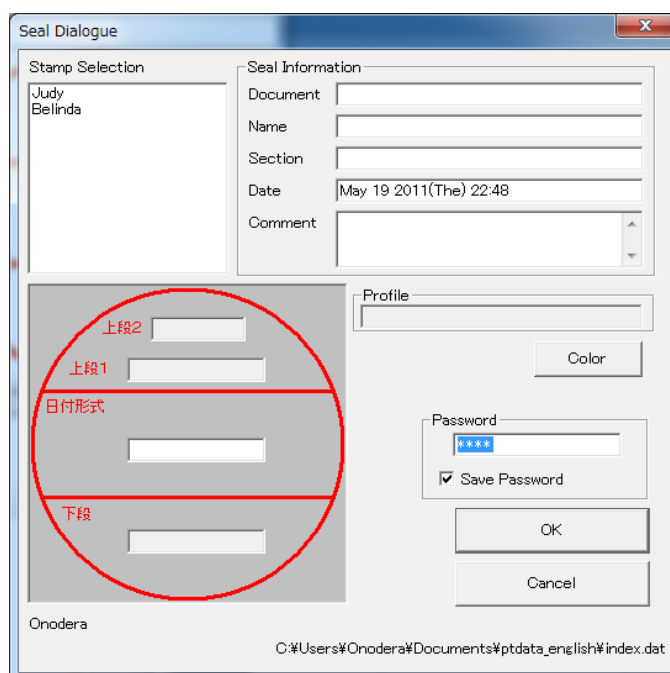 Seal Dialogue
Stamp Selection
Judy
Belinda
Seal Information
Document
Name
Section
Date
May 19 2011(The) 22:48
Comment
上段2
上段1
日付形式
下段
Profile
Color
Password
****
Save Password
OK
Cancel
Onodera
C:¥Users¥Onodera¥Documents¥ptdata_english¥index.dat